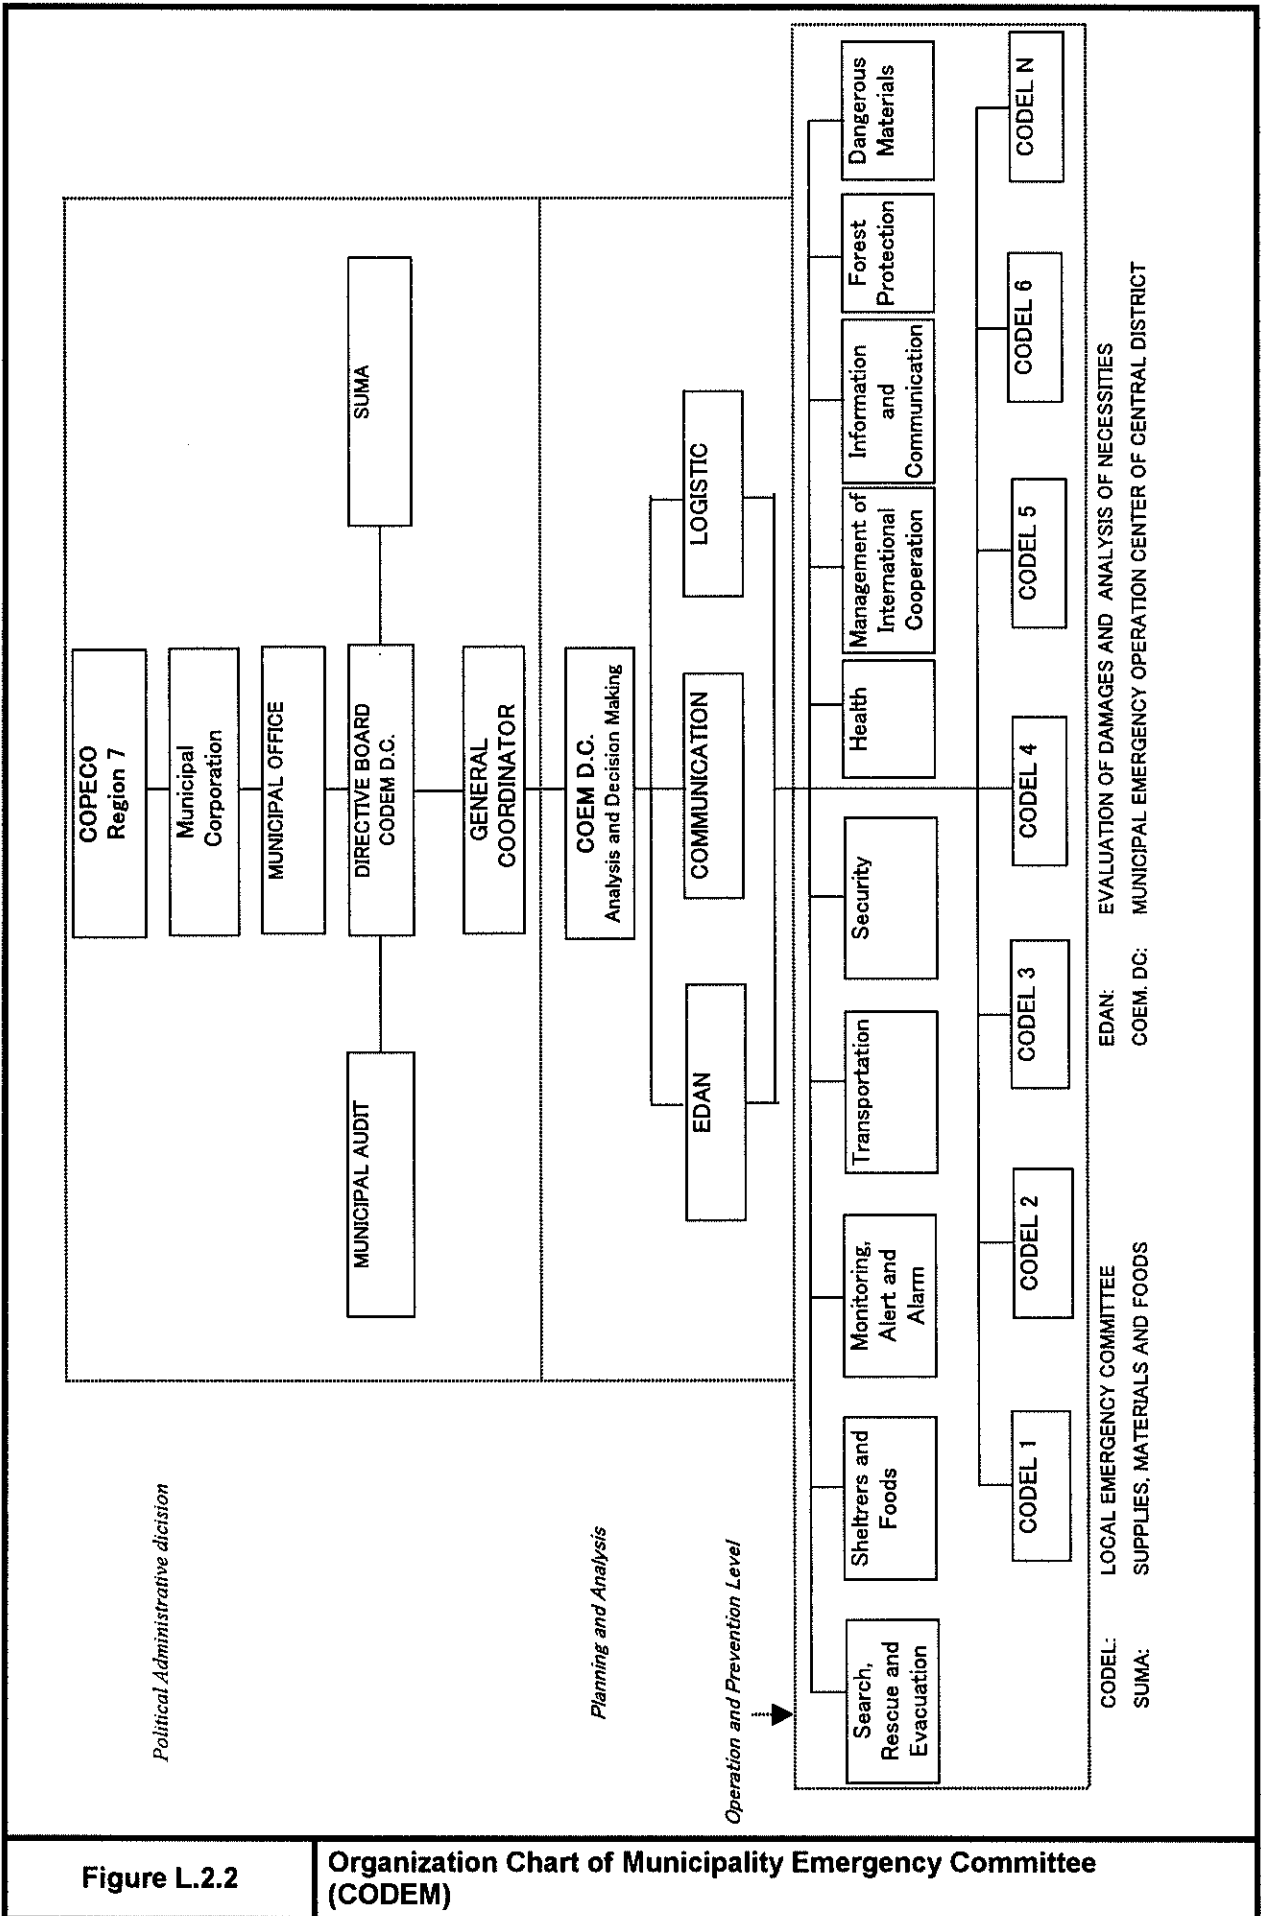 Political Administrative dicision
COPECO
Region 7
Municipal
Corporation
MUNICIPAL OFFICE
MUNICIPAL AUDIT
DIRECTIVE BOARD
CODEM D.C.
SUMA
GENERAL
COORDINATOR
Planning and Analysis
COEM D.C.
Analysis and Decision Making
EDAN
COMMUNICATION
LOGISTIC
Operation and Prevention Level
Search,
Rescue and
Evacuation
Sheltrers and
Foods
Monitoring,
Alert and
Alarm
Transportation
Security
Health
Management of
International
Cooperation
Information
and
Communication
Forest
Protection
Dangerous
Materials
CODEL 1
CODEL 2
CODEL 3
CODEL 4
CODEL 5
CODEL 6
CODEL N
CODEL: LOCAL EMERGENCY COMMITTEE
SUMA: SUPPLIES, MATERIALS AND FOODS
EDAN: EVALUATION OF DAMAGES AND ANALYSIS OF NECESSITIES
COEM. DC: MUNICIPAL EMERGENCY OPERATION CENTER OF CENTRAL DISTRICT
Figure L.2.2
Organization Chart of Municipality Emergency Committee
(CODEM)